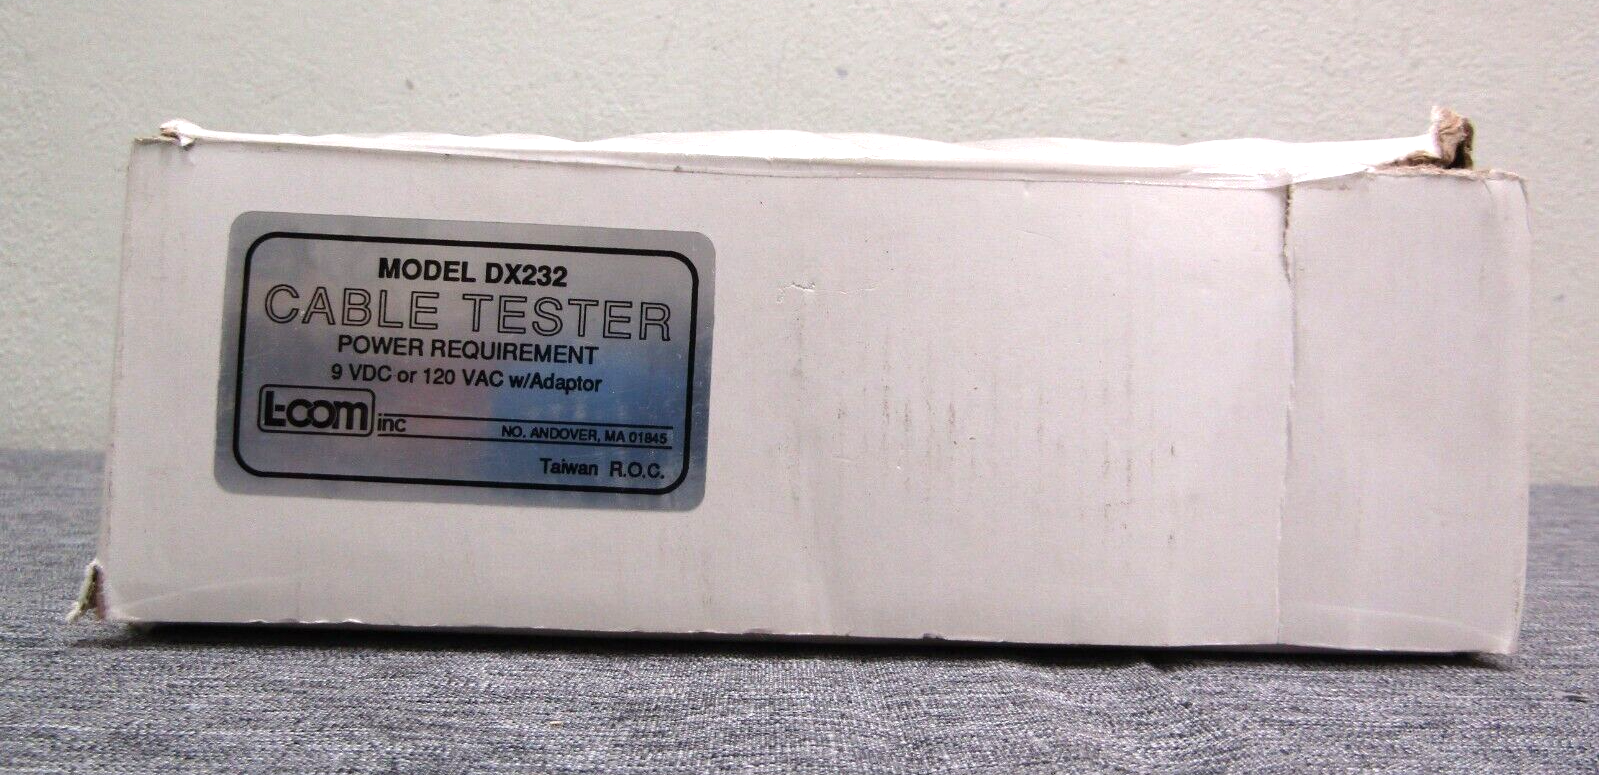 MODEL DX232
CABLE TESTER
POWER REQUIREMENT
9 VDC or 120 VAC w/Adaptor
L-com inc
NO. ANDOVER, MA 01845
Taiwan R.O.C.